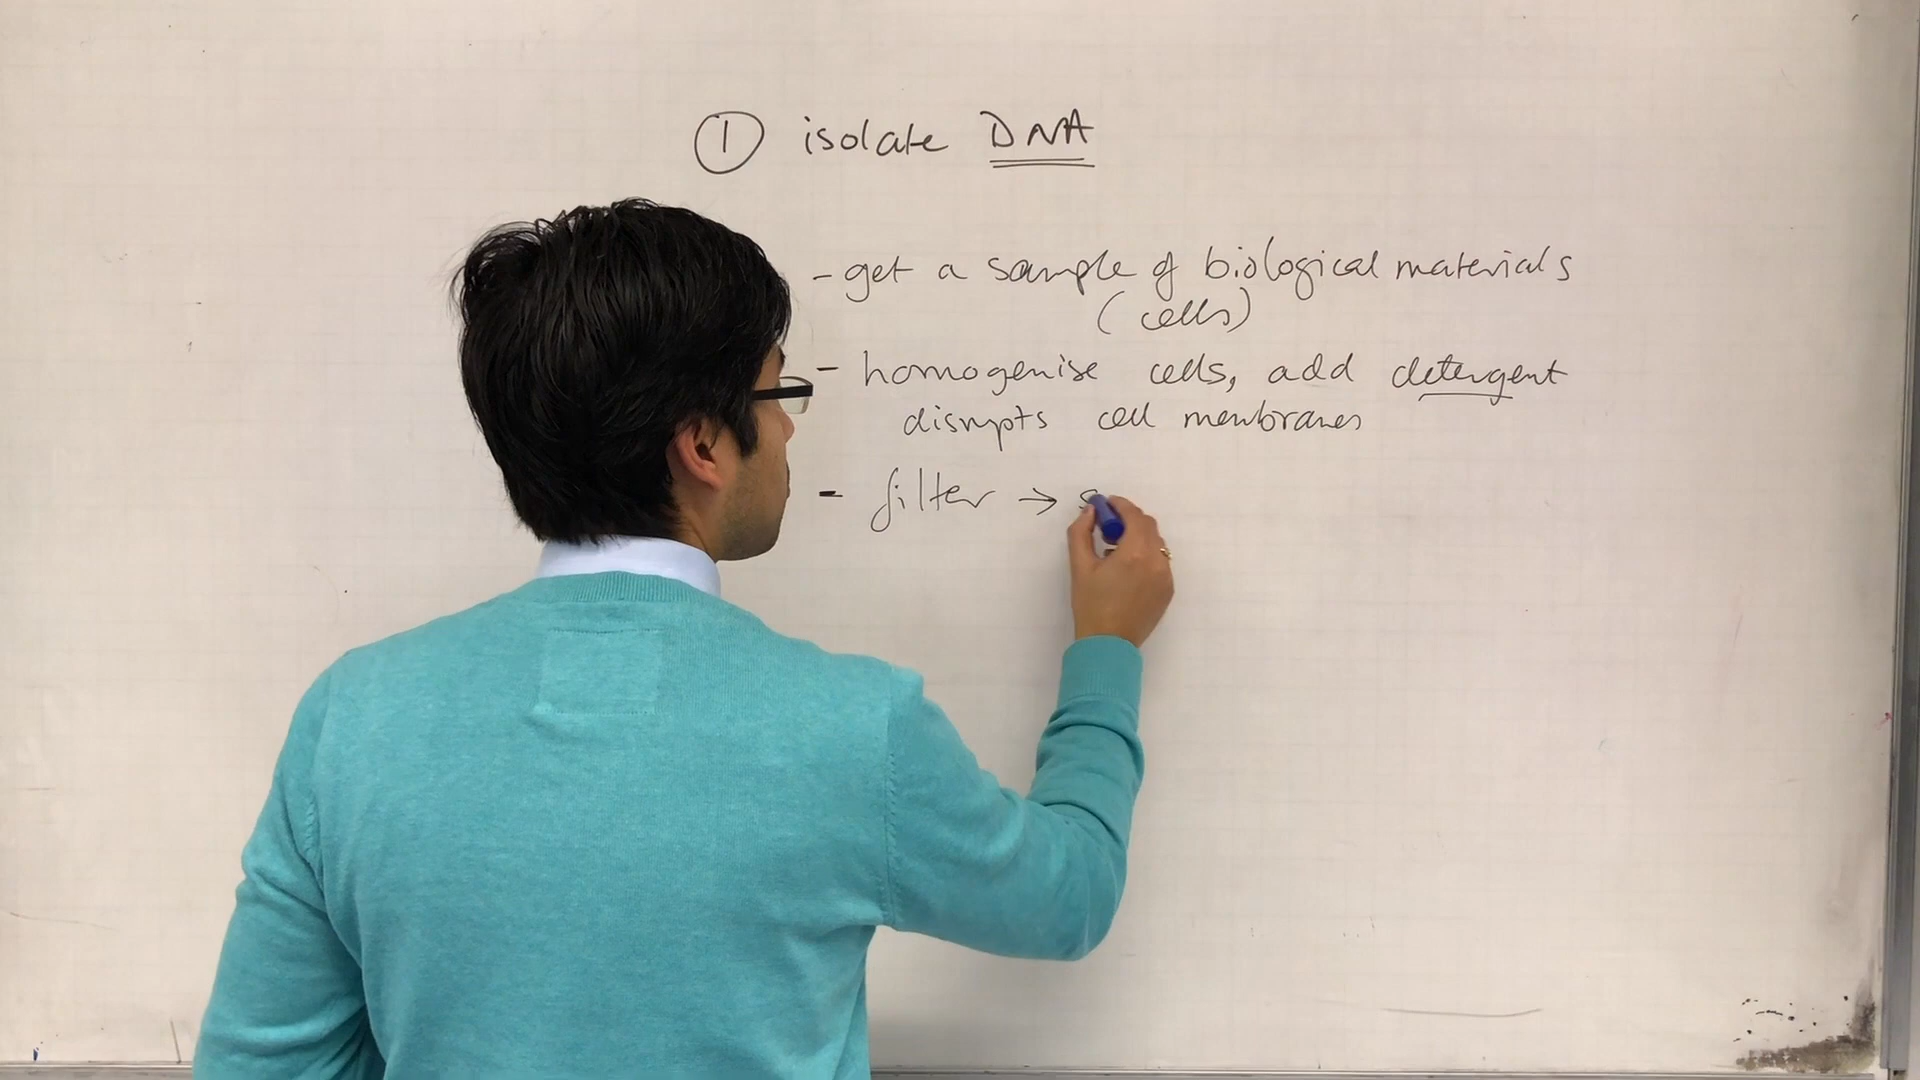 ① isolate DNA
- get a sample of biological materials
(cells)
- homogenise cells, add detergent
disrupts cell membranes
- filter → s